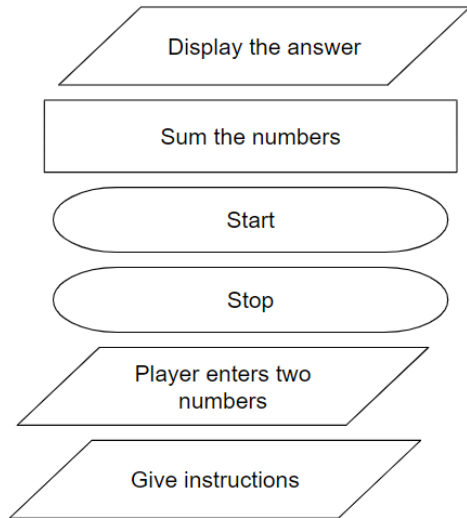 Display the answer
Sum the numbers
Start
Stop
Player enters two
numbers
Give instructions